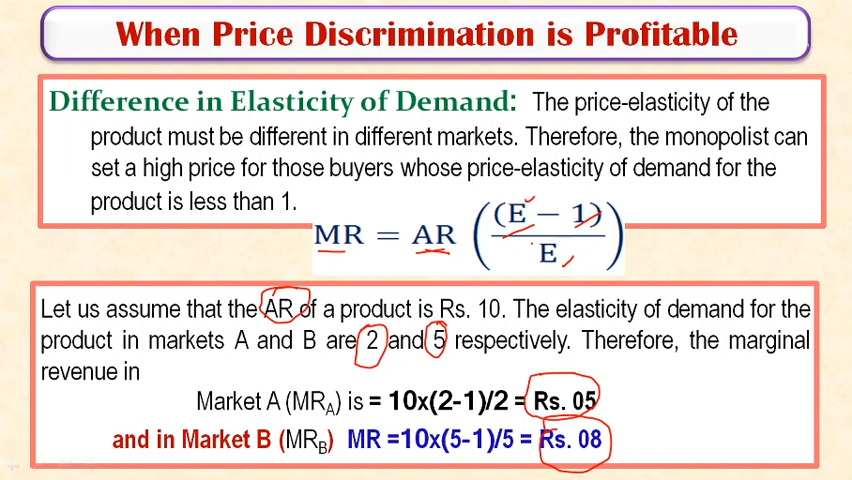 When Price Discrimination is Profitable
Difference in Elasticity of Demand: The price-elasticity of the
product must be different in different markets. Therefore, the monopolist can
set a high price for those buyers whose price-elasticity of demand for the
product is less than 1.
MR = AR ( (E − 1) / E )
Let us assume that the AR of a product is Rs. 10. The elasticity of demand for the
product in markets A and B are 2 and 5 respectively. Therefore, the marginal
revenue in
Market A (MRA) is = 10x(2-1)/2 = Rs. 05
and in Market B (MRB) MR =10x(5-1)/5 = Rs. 08